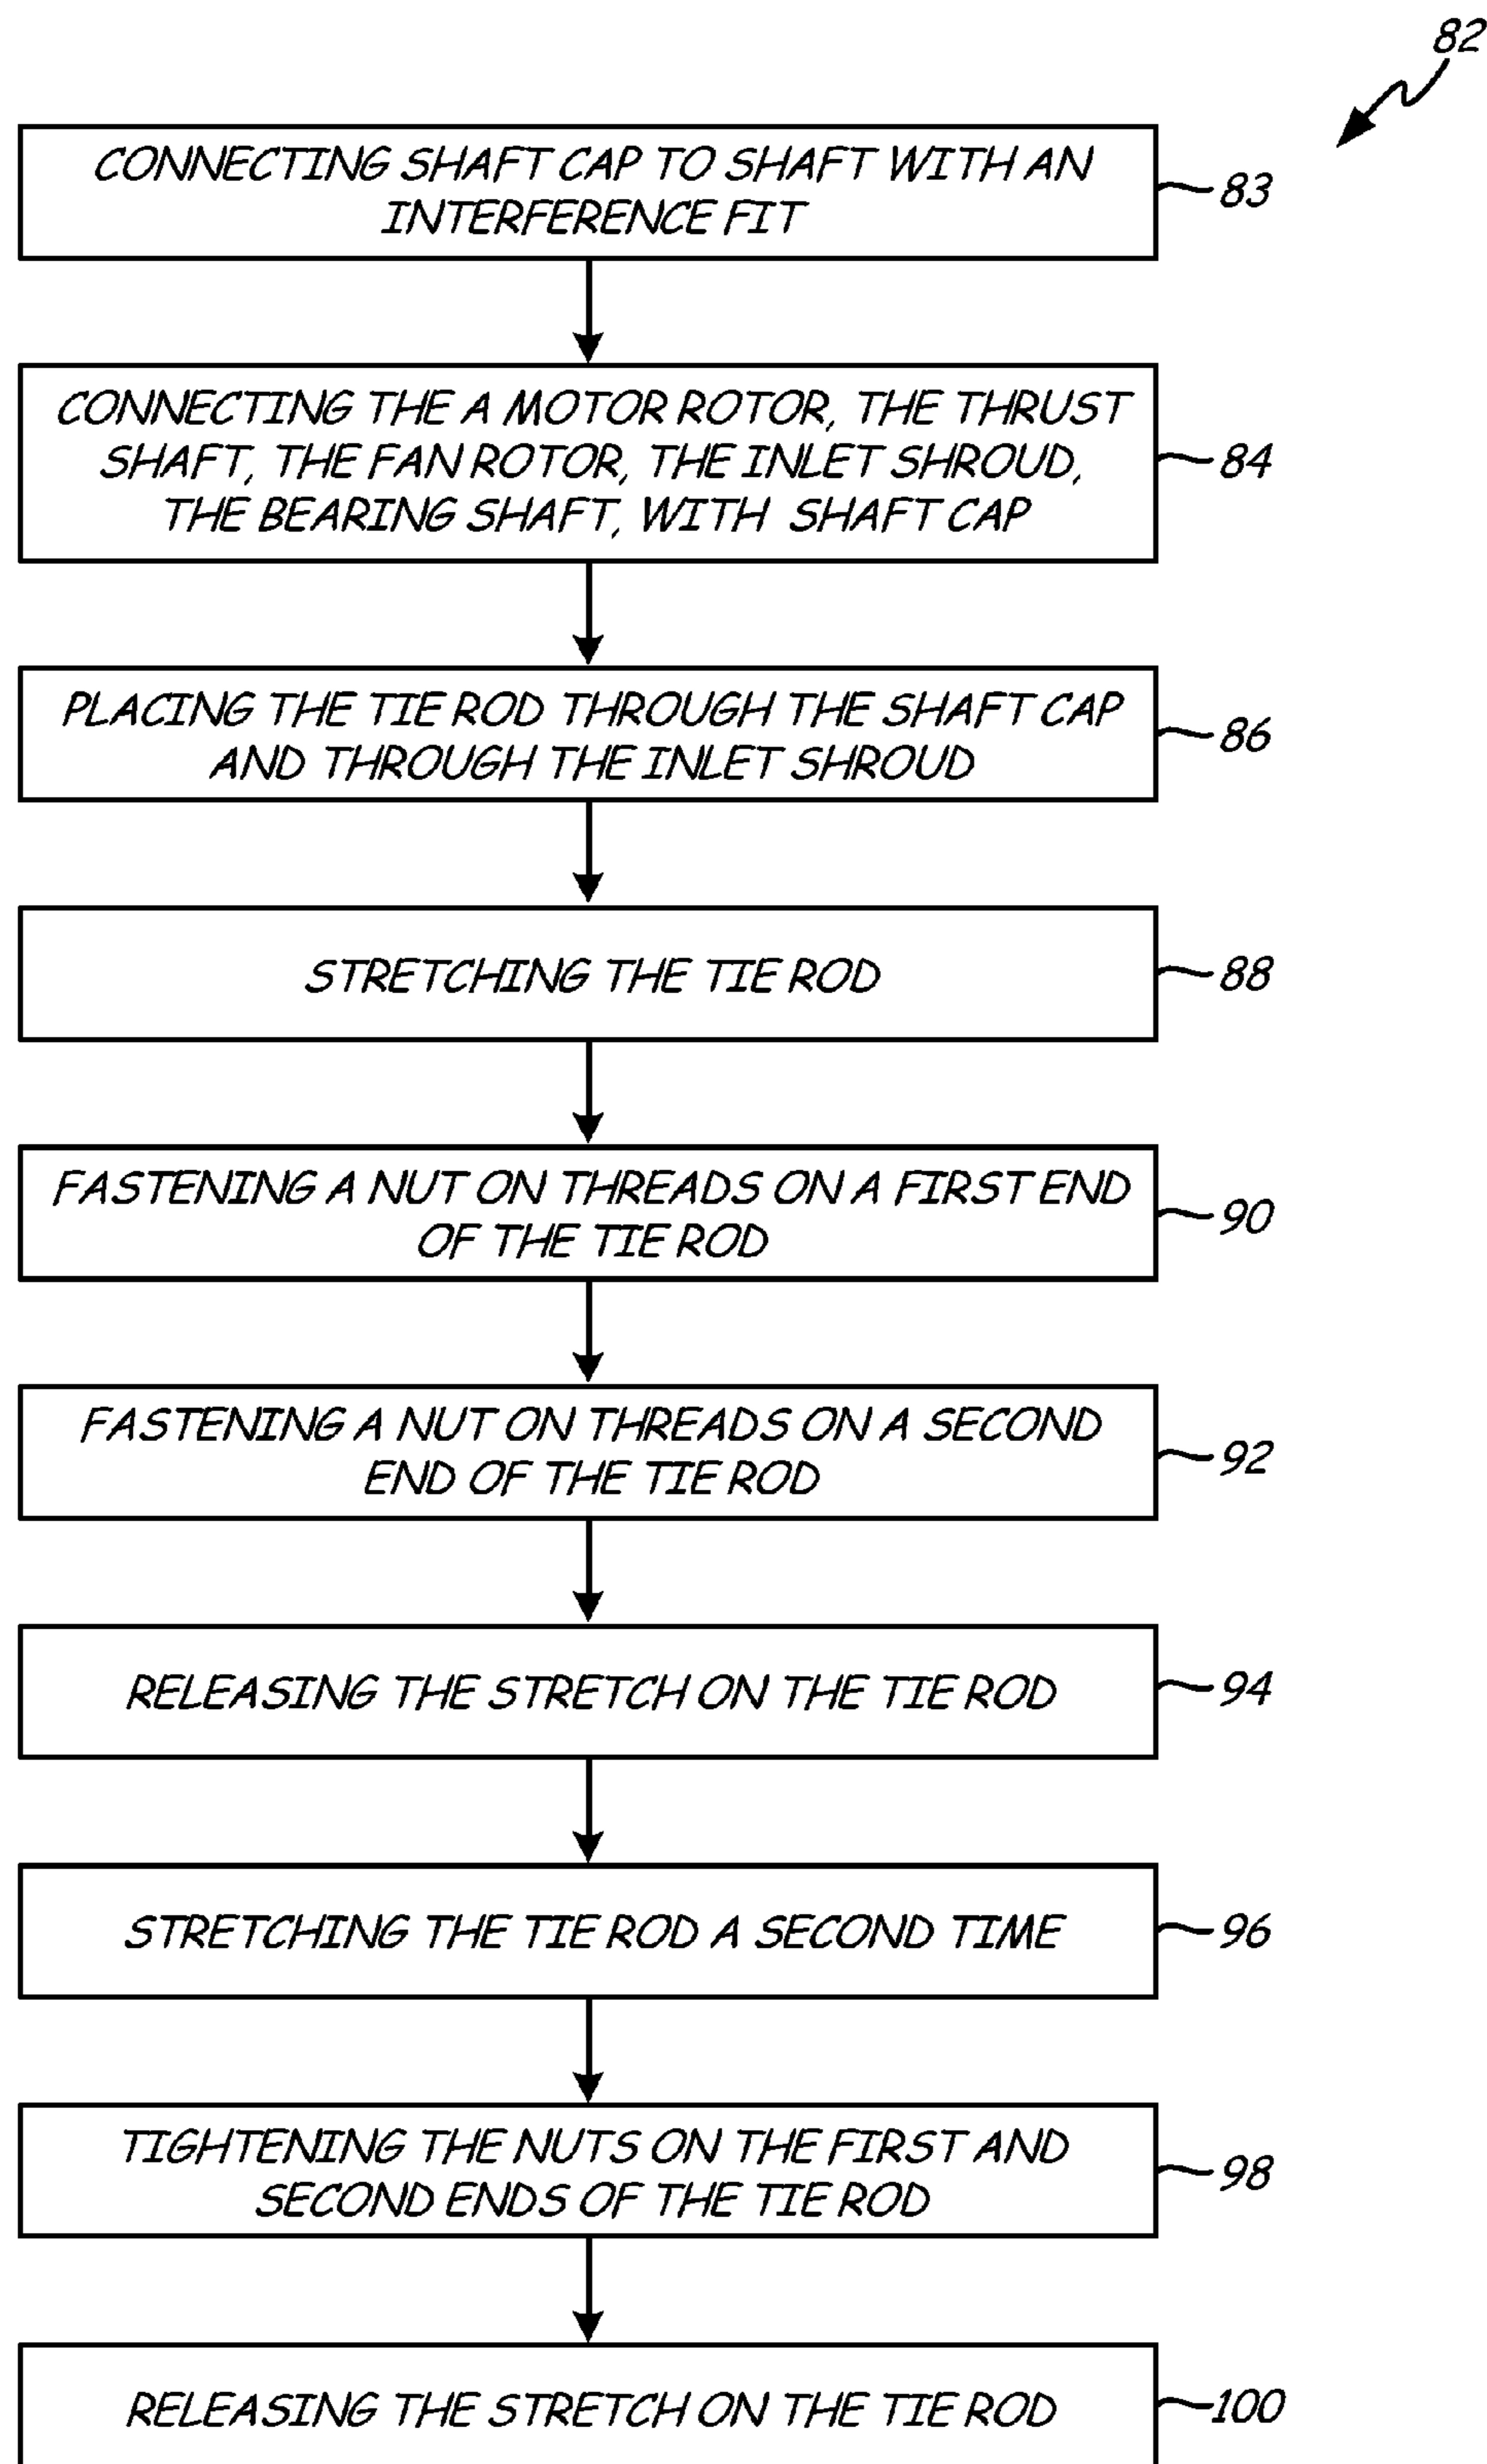 82
CONNECTING SHAFT CAP TO SHAFT WITH AN
INTERFERENCE FIT
83
CONNECTING THE A MOTOR ROTOR, THE THRUST
SHAFT, THE FAN ROTOR, THE INLET SHROUD,
THE BEARING SHAFT, WITH SHAFT CAP
84
PLACING THE TIE ROD THROUGH THE SHAFT CAP
AND THROUGH THE INLET SHROUD
86
STRETCHING THE TIE ROD
88
FASTENING A NUT ON THREADS ON A FIRST END
OF THE TIE ROD
90
FASTENING A NUT ON THREADS ON A SECOND
END OF THE TIE ROD
92
RELEASING THE STRETCH ON THE TIE ROD
94
STRETCHING THE TIE ROD A SECOND TIME
96
TIGHTENING THE NUTS ON THE FIRST AND
SECOND ENDS OF THE TIE ROD
98
RELEASING THE STRETCH ON THE TIE ROD
100